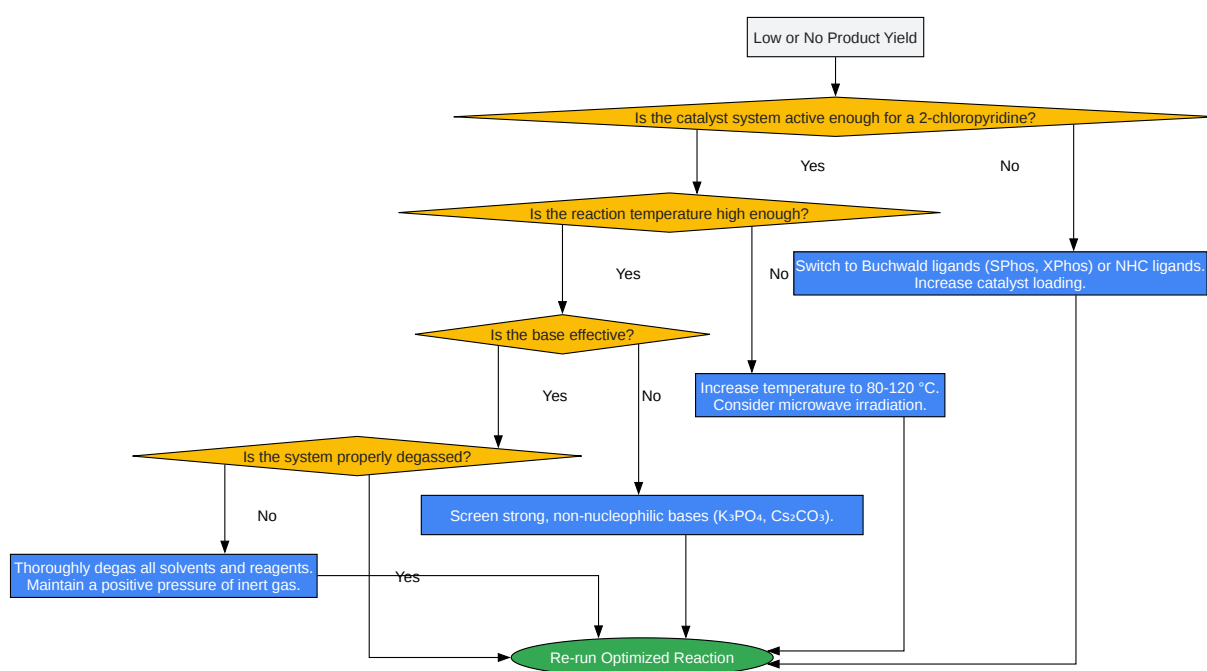 Low or No Product Yield
Is the catalyst system active enough for a 2-chloropyridine?
Yes
No
Is the reaction temperature high enough?
Switch to Buchwald ligands (SPhos, XPhos) or NHC ligands.
Increase catalyst loading.
Yes
No
Is the base effective?
Increase temperature to 80-120 °C.
Consider microwave irradiation.
Yes
No
Is the system properly degassed?
Screen strong, non-nucleophilic bases (K₃PO₄, Cs₂CO₃).
No
Thoroughly degas all solvents and reagents.
Maintain a positive pressure of inert gas.
Yes
Re-run Optimized Reaction